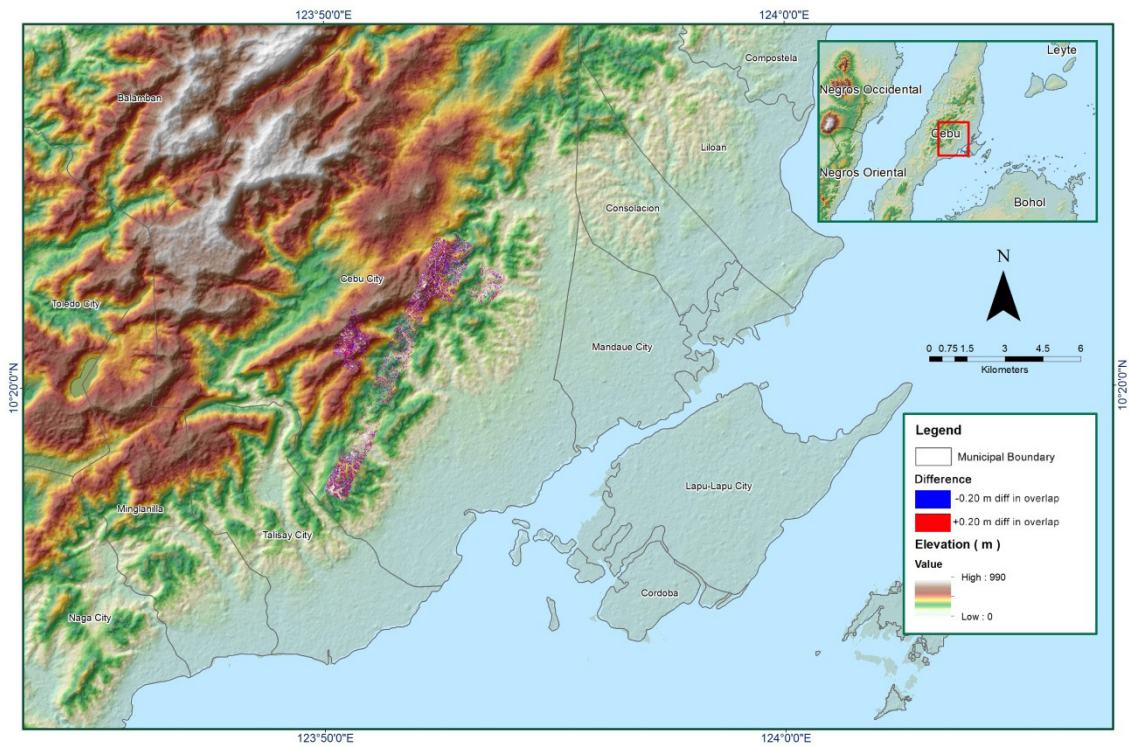 123°50'0"E
124°0'0"E
Compostela
Leyte
Balamban
Negros Occidental
Cebu
Liloan
Negros Oriental
Bohol
Consolacion
N
Cebu City
Toledo City
Mandaue City
0 0.75 1.5 3 4.5 6
Kilometers
10°20'0"N
10°20'0"N
Legend
Municipal Boundary
Difference
-0.20 m diff in overlap
+0.20 m diff in overlap
Elevation ( m )
Value
High : 990
Low : 0
Lapu-Lapu City
Minglanilla
Talisay City
Cordoba
Naga City
123°50'0"E
124°0'0"E